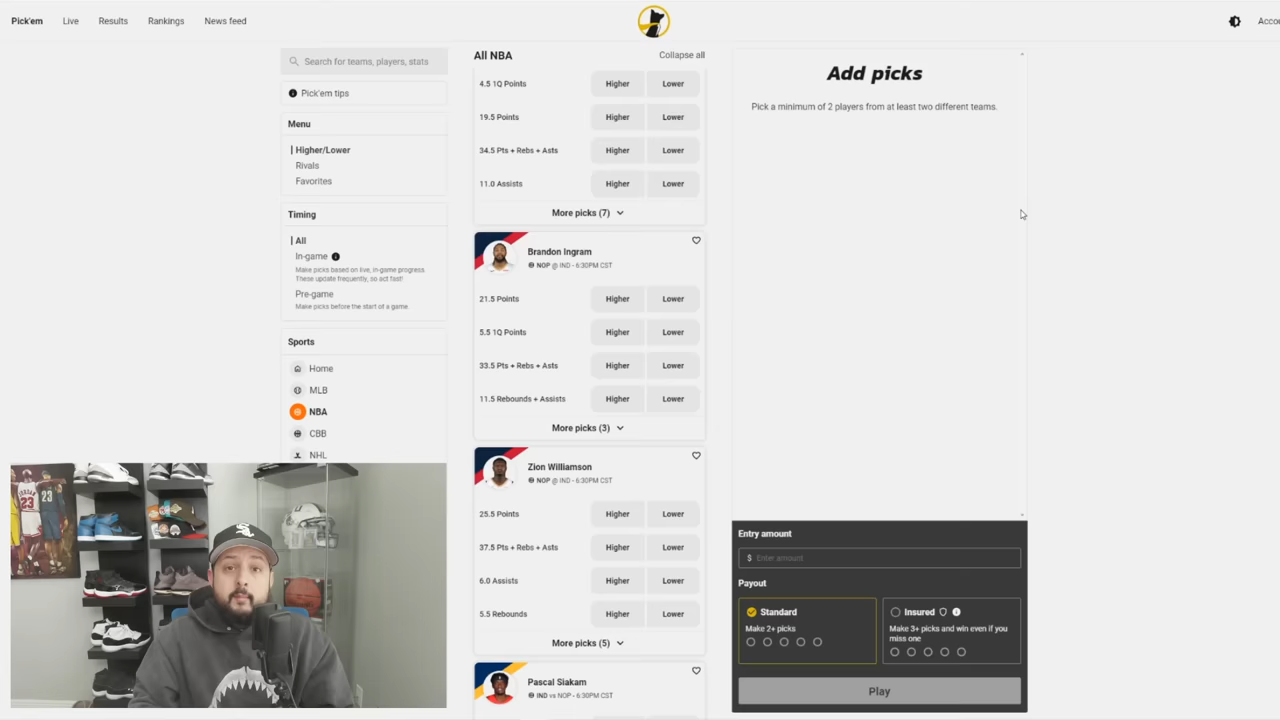 Pick'em
Live
Results
Rankings
News feed
Search for teams, players, stats
Pick'em tips
Menu
Higher/Lower
Rivals
Favorites
Timing
All
In-game
Make picks based on live, in-game progress
These update frequently, so act fast!
Pre-game
Make picks before the start of a game.
Sports
Home
MLB
NBA
CBB
NHL
All NBA
Collapse all
4.5 1Q Points Higher Lower
19.5 Points Higher Lower
34.5 Pts + Rebs + Asts Higher Lower
11.0 Assists Higher Lower
More picks (7)
Brandon Ingram
NOP @ IND - 6:30PM CST
21.5 Points Higher Lower
5.5 1Q Points Higher Lower
33.5 Pts + Rebs + Asts Higher Lower
11.5 Rebounds + Assists Higher Lower
More picks (3)
Zion Williamson
NOP @ IND - 6:30PM CST
25.5 Points Higher Lower
37.5 Pts + Rebs + Asts Higher Lower
6.0 Assists Higher Lower
5.5 Rebounds Higher Lower
More picks (5)
Pascal Siakam
IND vs NOP - 6:30PM CST
Add picks
Pick a minimum of 2 players from at least two different teams.
Entry amount
$ Enter amount
Payout
Standard
Make 2+ picks
Insured
Make 3+ picks and win even if you
miss one
Play
23
23